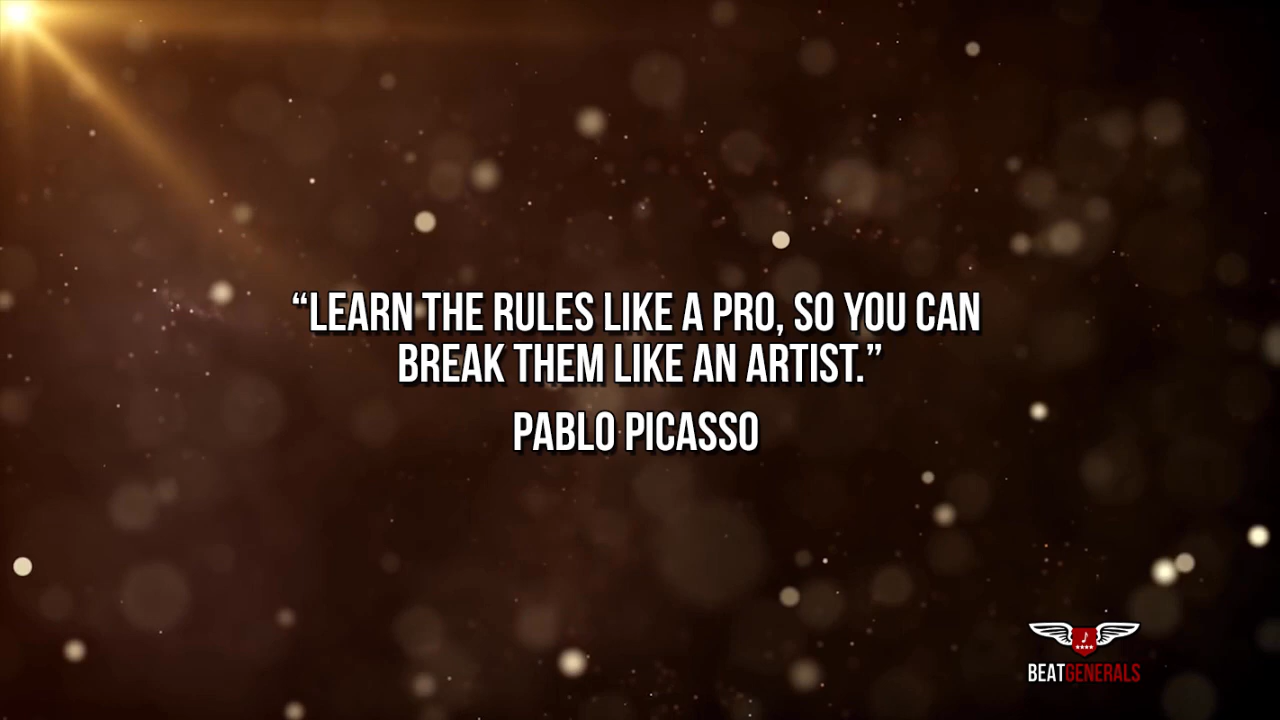 “LEARN THE RULES LIKE A PRO, SO YOU CAN
BREAK THEM LIKE AN ARTIST.”
PABLO PICASSO
BEATGENERALS